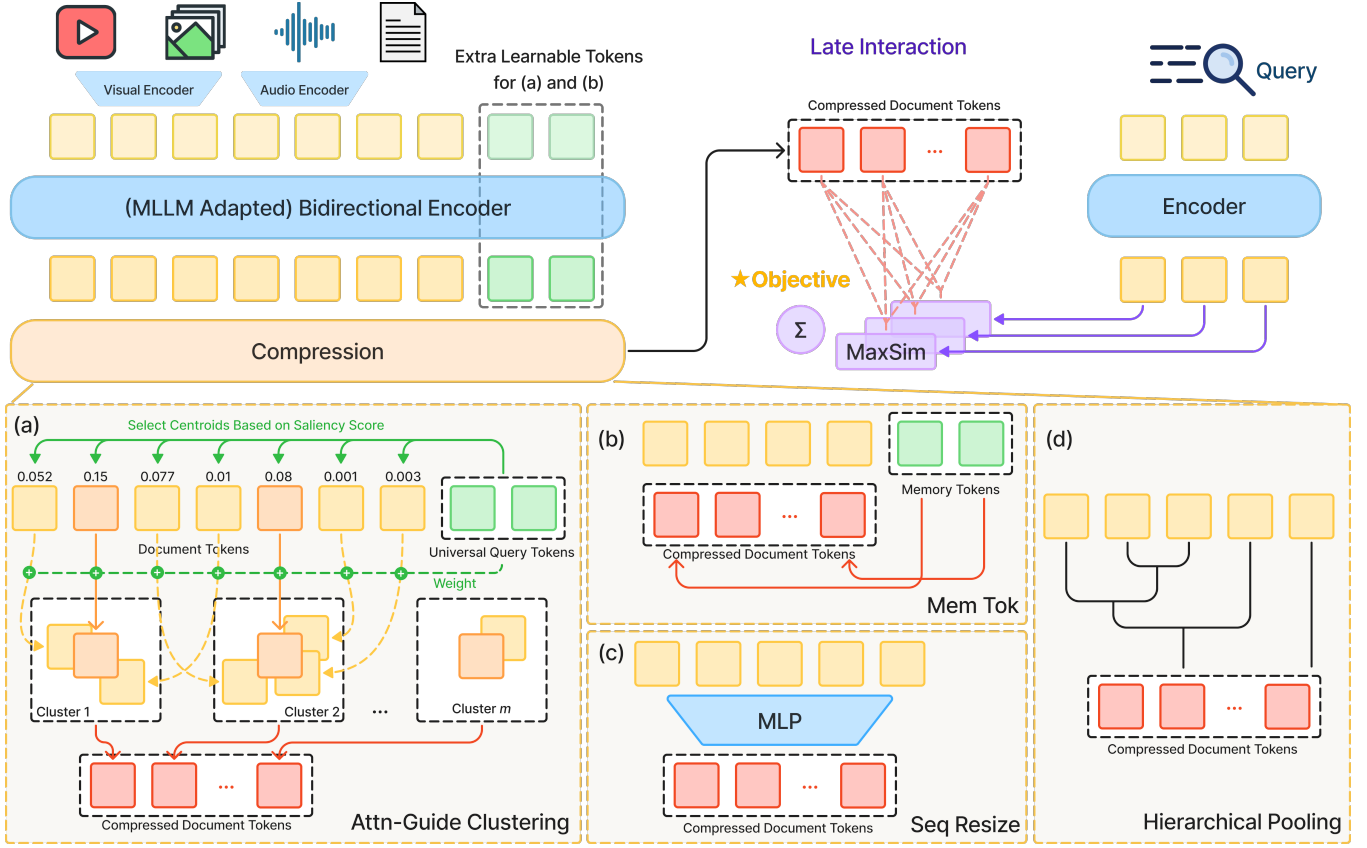 Extra Learnable Tokens
for (a) and (b)
Visual Encoder
Audio Encoder
(MLLM Adapted) Bidirectional Encoder
Compression
Late Interaction
Compressed Document Tokens
...
★Objective
Σ
MaxSim
Query
Encoder
(a)
Select Centroids Based on Saliency Score
0.052 0.15 0.077 0.01 0.08 0.001 0.003
Document Tokens
Universal Query Tokens
Weight
Cluster 1
Cluster 2
...
Cluster m
...
Compressed Document Tokens
Attn-Guide Clustering
(b)
Memory Tokens
...
Compressed Document Tokens
Mem Tok
(c)
MLP
...
Compressed Document Tokens
Seq Resize
(d)
...
Compressed Document Tokens
Hierarchical Pooling